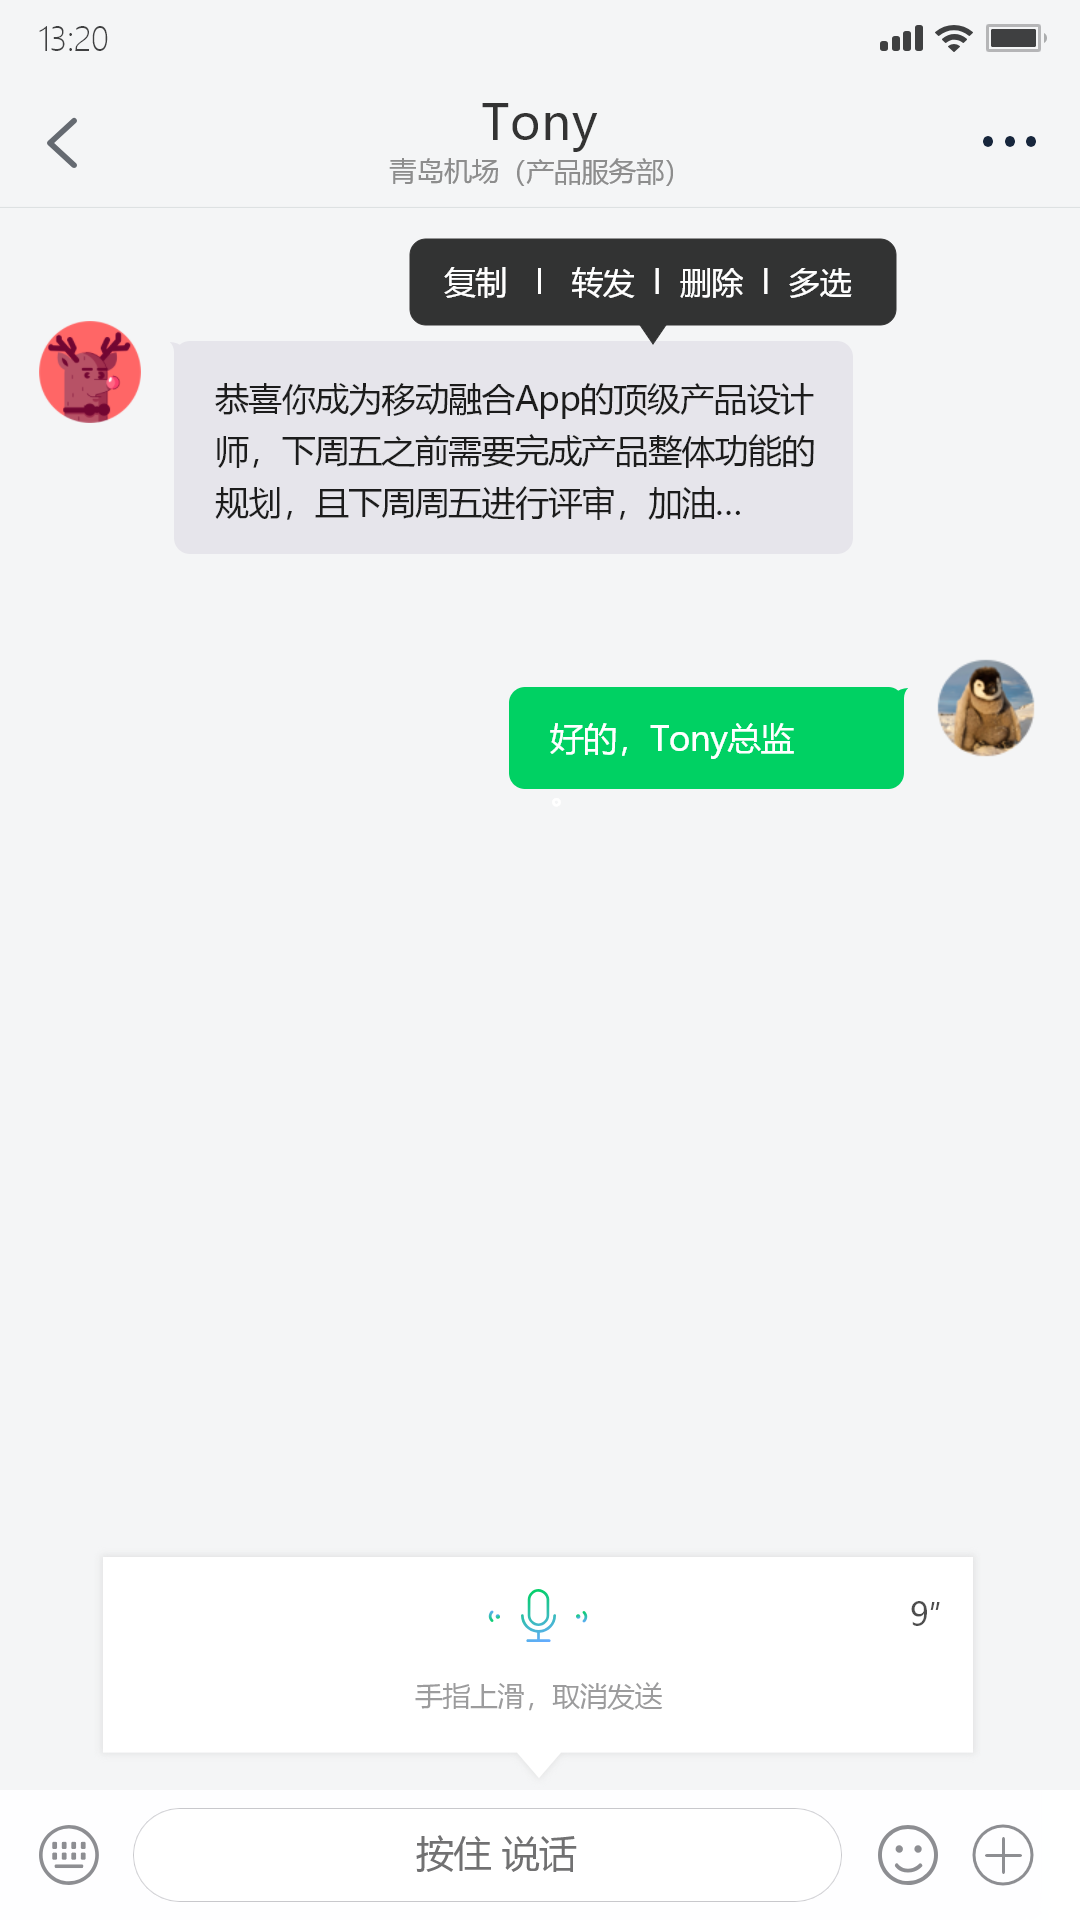 13:20
Tony
青岛机场（产品服务部）
复制 | 转发 | 删除 | 多选
恭喜你成为移动融合App的顶级产品设计
师，下周五之前需要完成产品整体功能的
规划，且下周周五进行评审，加油...
好的，Tony总监
。
9″
手指上滑，取消发送
按住 说话